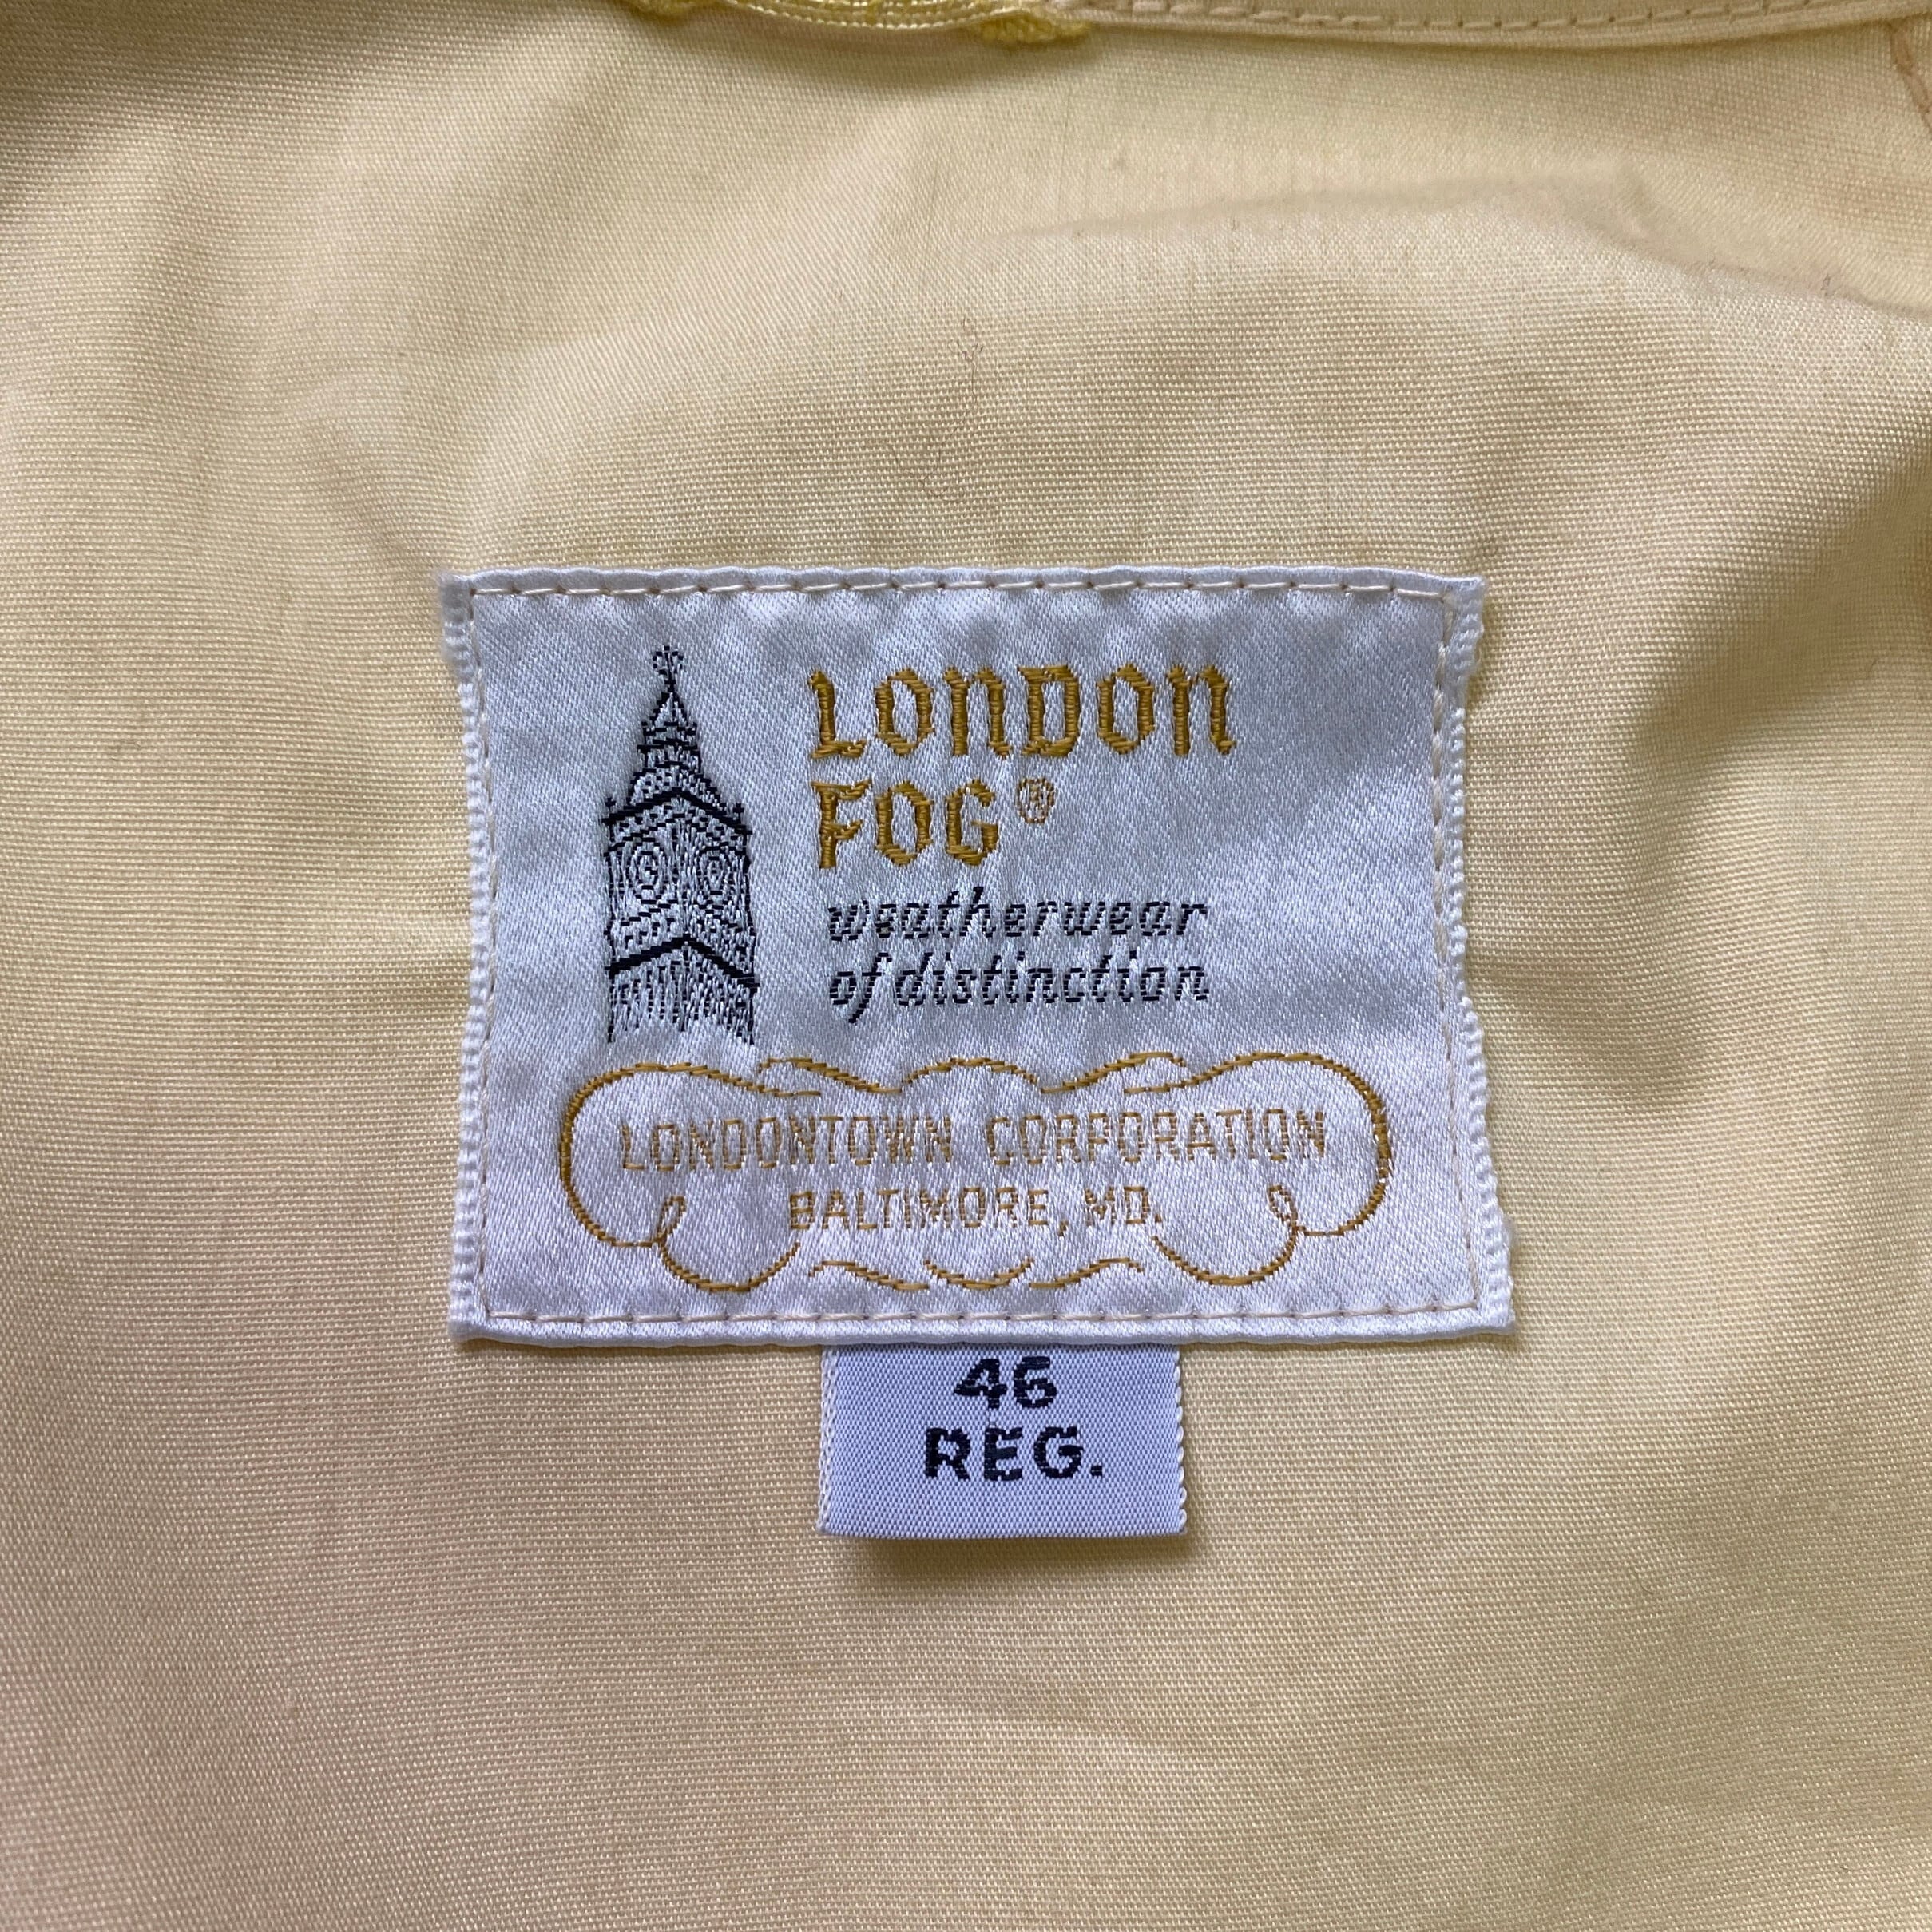 LONDON
FOG®
weatherwear
of distinction
LONDONTOWN CORPORATION
BALTIMORE, MD.
46
REG.